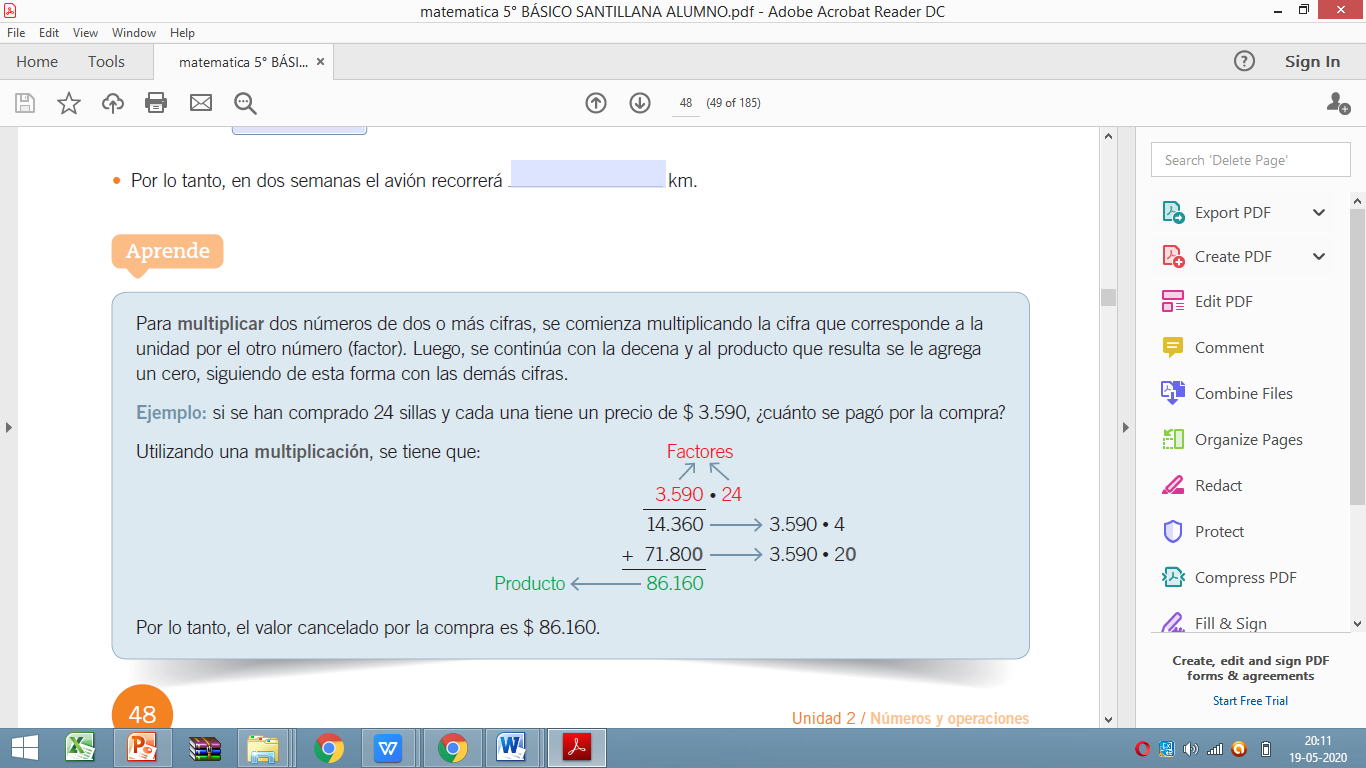 matematica 5° BÁSICO SANTILLANA ALUMNO.pdf - Adobe Acrobat Reader DC
File Edit View Window Help
Home Tools matematica 5° BÁSI... × ? Sign In
48 (49 of 185)
Por lo tanto, en dos semanas el avión recorrerá km.
Aprende
Para multiplicar dos números de dos o más cifras, se comienza multiplicando la cifra que corresponde a la
unidad por el otro número (factor). Luego, se continúa con la decena y al producto que resulta se le agrega
un cero, siguiendo de esta forma con las demás cifras.
Ejemplo: si se han comprado 24 sillas y cada una tiene un precio de $ 3.590, ¿cuánto se pagó por la compra?
Utilizando una multiplicación, se tiene que:
Factores
3.590 • 24
14.360 → 3.590 • 4
+ 71.800 → 3.590 • 20
Producto ← 86.160
Por lo tanto, el valor cancelado por la compra es $ 86.160.
48
Unidad 2 / Números y operaciones
Search 'Delete Page'
Export PDF
Create PDF
Edit PDF
Comment
Combine Files
Organize Pages
Redact
Protect
Compress PDF
Fill & Sign
Create, edit and sign PDF
forms & agreements
Start Free Trial
20:11
19-05-2020